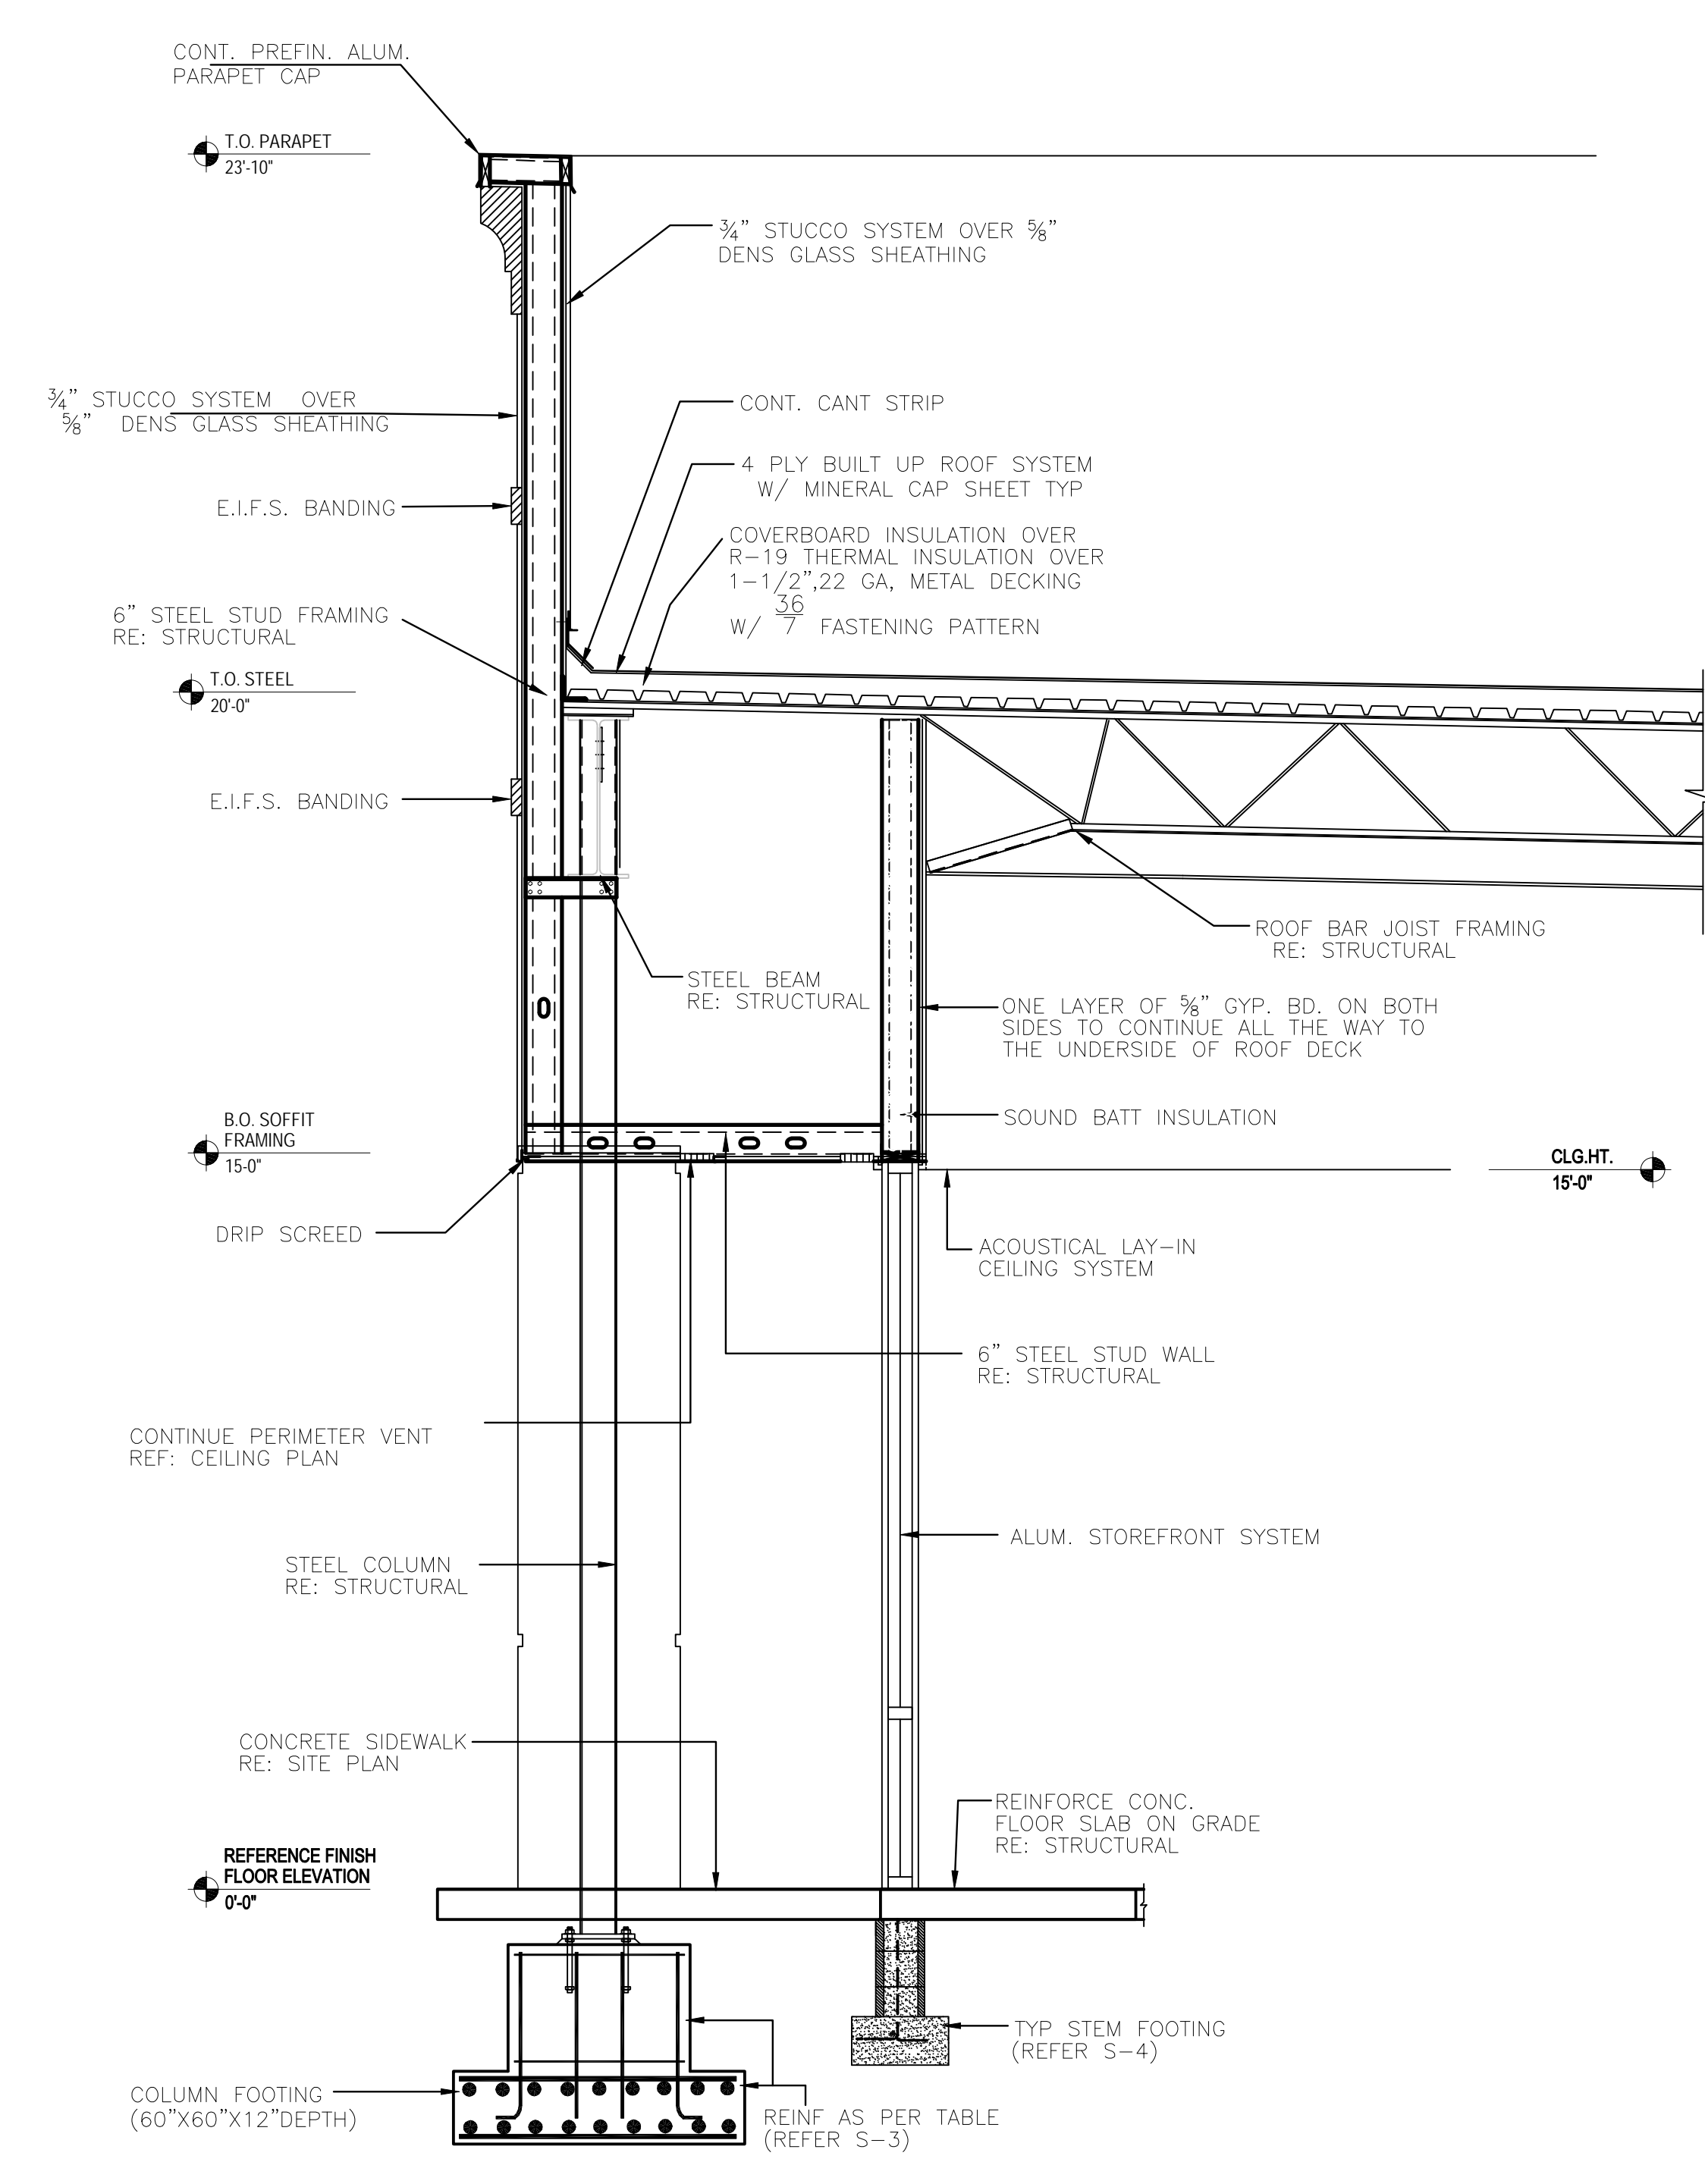 CONT. PREFIN. ALUM.
PARAPET CAP
T.O. PARAPET
23'-10"
¾" STUCCO SYSTEM OVER ⅝"
DENS GLASS SHEATHING
¾" STUCCO SYSTEM OVER
⅝" DENS GLASS SHEATHING
CONT. CANT STRIP
4 PLY BUILT UP ROOF SYSTEM
W/ MINERAL CAP SHEET TYP
E.I.F.S. BANDING
COVERBOARD INSULATION OVER
R-19 THERMAL INSULATION OVER
1-1/2",22 GA, METAL DECKING
W/ 36/7 FASTENING PATTERN
6" STEEL STUD FRAMING
RE: STRUCTURAL
T.O. STEEL
20'-0"
E.I.F.S. BANDING
ROOF BAR JOIST FRAMING
RE: STRUCTURAL
STEEL BEAM
RE: STRUCTURAL
ONE LAYER OF ⅝" GYP. BD. ON BOTH
SIDES TO CONTINUE ALL THE WAY TO
THE UNDERSIDE OF ROOF DECK
SOUND BATT INSULATION
B.O. SOFFIT
FRAMING
15-0"
CLG.HT.
15'-0"
DRIP SCREED
ACOUSTICAL LAY-IN
CEILING SYSTEM
6" STEEL STUD WALL
RE: STRUCTURAL
CONTINUE PERIMETER VENT
REF: CEILING PLAN
ALUM. STOREFRONT SYSTEM
STEEL COLUMN
RE: STRUCTURAL
CONCRETE SIDEWALK
RE: SITE PLAN
REINFORCE CONC.
FLOOR SLAB ON GRADE
RE: STRUCTURAL
REFERENCE FINISH
FLOOR ELEVATION
0'-0"
TYP STEM FOOTING
(REFER S-4)
COLUMN FOOTING
(60"X60"X12"DEPTH)
REINF AS PER TABLE
(REFER S-3)